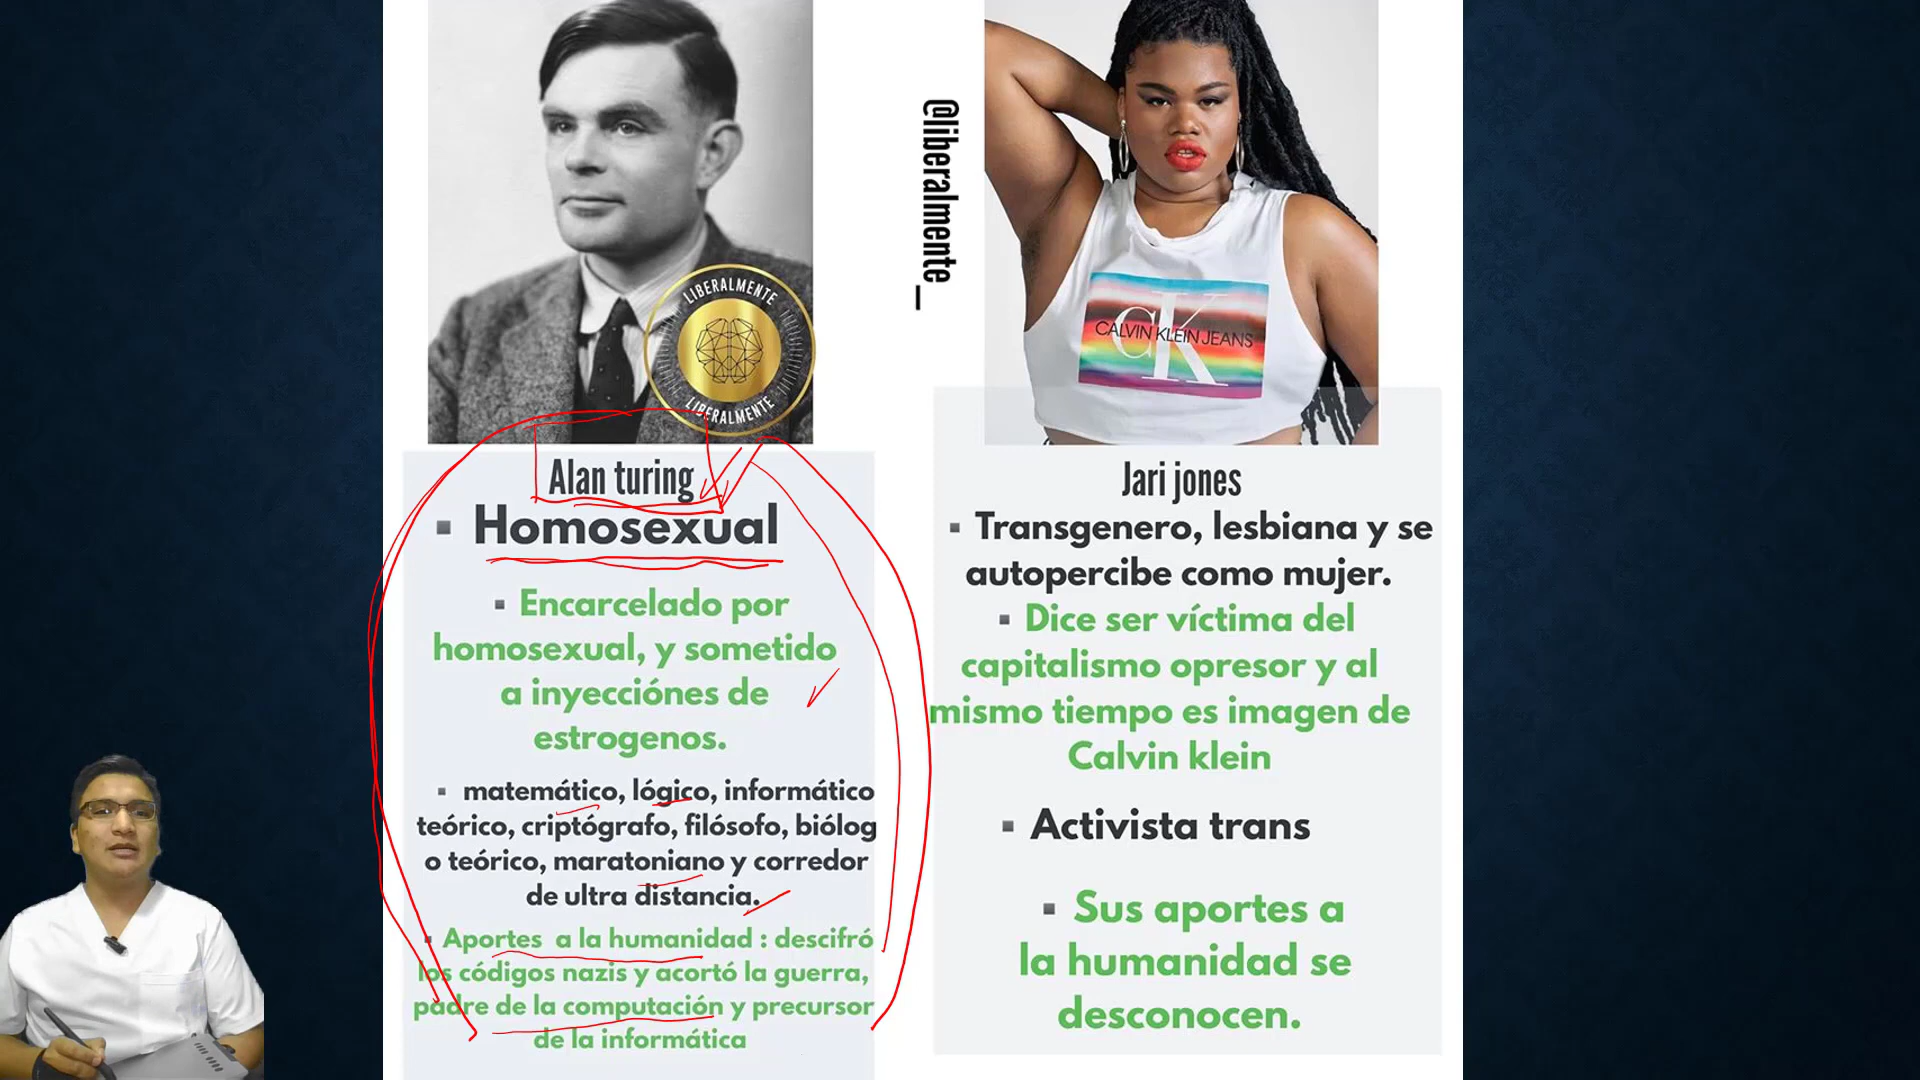 @liberalmente_
LIBERALMENTE
LIBERALMENTE
Alan turing
▪ Homosexual
▪ Encarcelado por
homosexual, y sometido
a inyecciónes de
estrogenos.
▪ matemático, lógico, informático
teórico, criptógrafo, filósofo, biólog
o teórico, maratoniano y corredor
de ultra distancia.
▪ Aportes a la humanidad : descifró
los códigos nazis y acortó la guerra,
padre de la computación y precursor
de la informática
CK
CALVIN KLEIN JEANS
Jari jones
▪ Transgenero, lesbiana y se
autopercibe como mujer.
▪ Dice ser víctima del
capitalismo opresor y al
mismo tiempo es imagen de
Calvin klein
▪ Activista trans
▪ Sus aportes a
la humanidad se
desconocen.